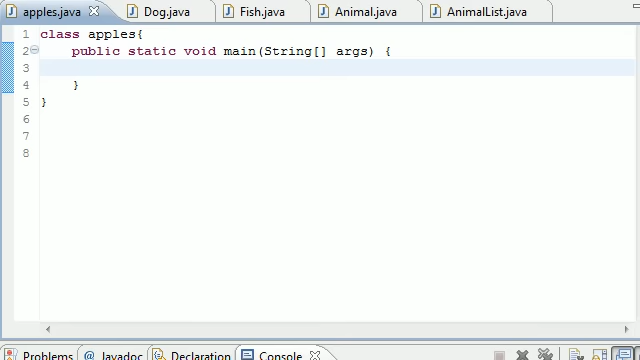 apples.java Dog.java Fish.java Animal.java AnimalList.java
1 class apples{
2 public static void main(String[] args) {
3
4 }
5 }
6
7
8
Problems @ Javadoc Declaration Console